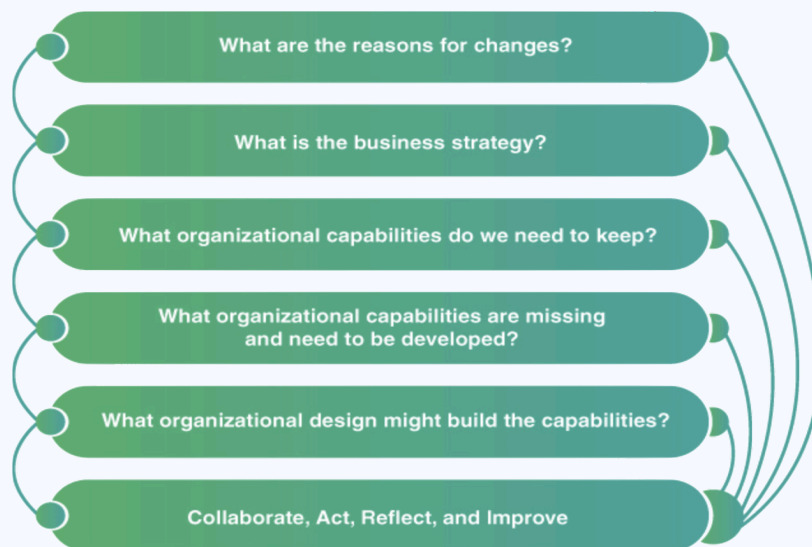 What are the reasons for changes?
What is the business strategy?
What organizational capabilities do we need to keep?
What organizational capabilities are missing
and need to be developed?
What organizational design might build the capabilities?
Collaborate, Act, Reflect, and Improve